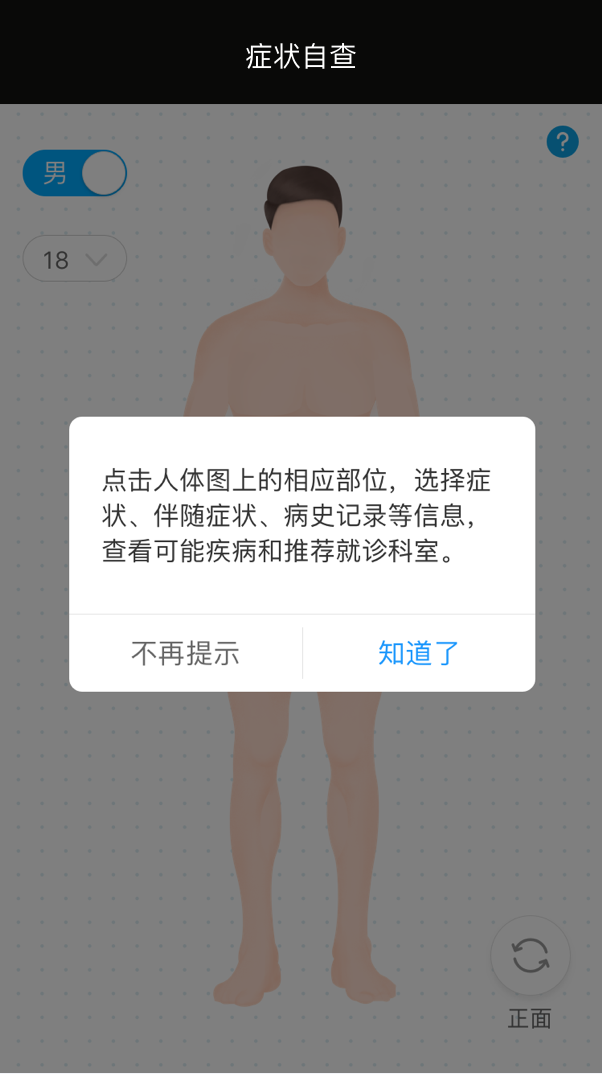 症状自查
男
?
18
点击人体图上的相应部位，选择症
状、伴随症状、病史记录等信息，
查看可能疾病和推荐就诊科室。
不再提示
知道了
正面